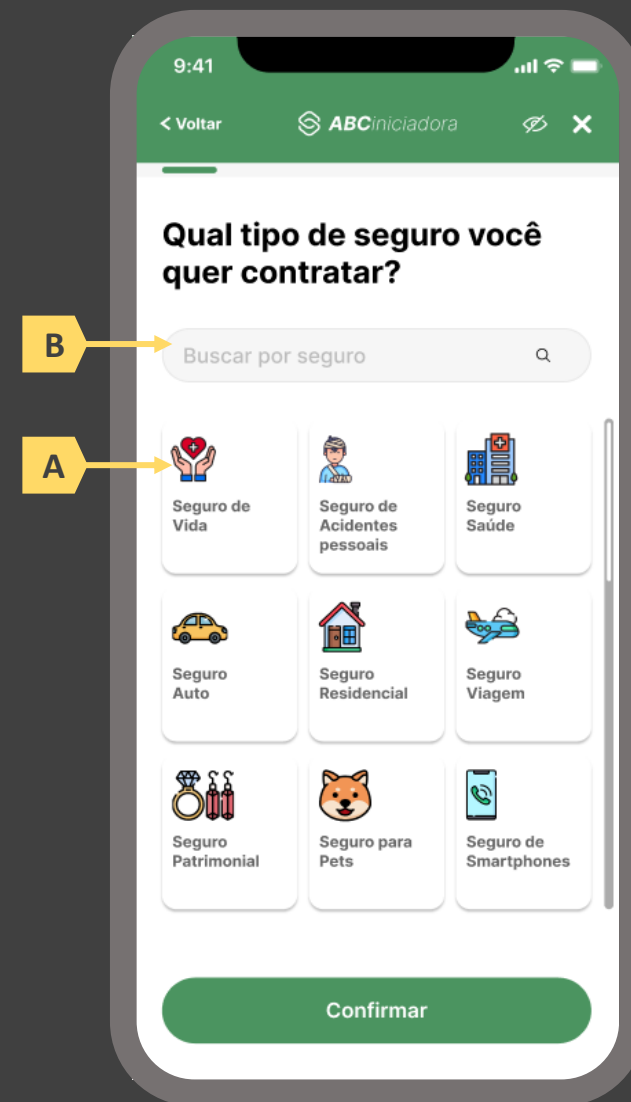 9:41
< Voltar
ABCiniciadora
Qual tipo de seguro você
quer contratar?
B
Buscar por seguro
A
Seguro de
Vida
Seguro de
Acidentes
pessoais
Seguro
Saúde
Seguro
Auto
Seguro
Residencial
Seguro
Viagem
Seguro
Patrimonial
Seguro para
Pets
Seguro de
Smartphones
Confirmar